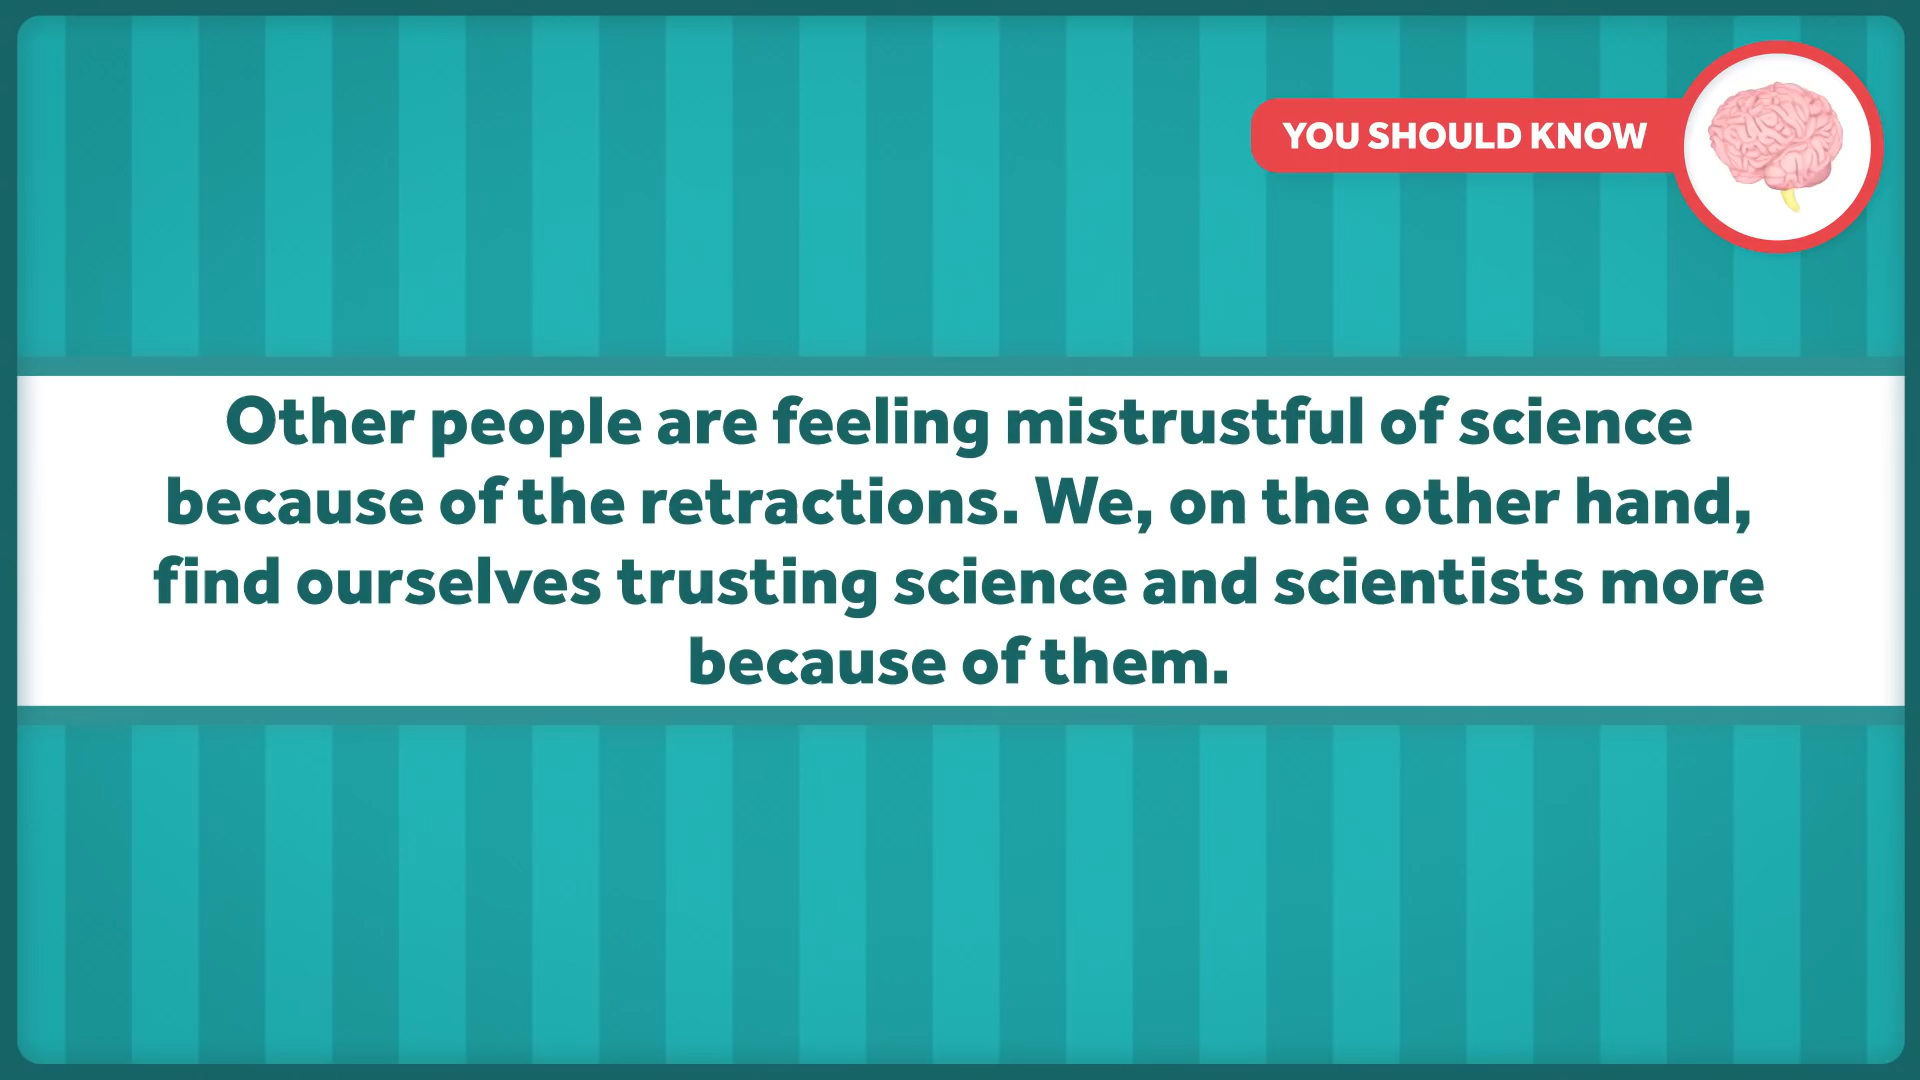 YOU SHOULD KNOW
Other people are feeling mistrustful of science
because of the retractions. We, on the other hand,
find ourselves trusting science and scientists more
because of them.